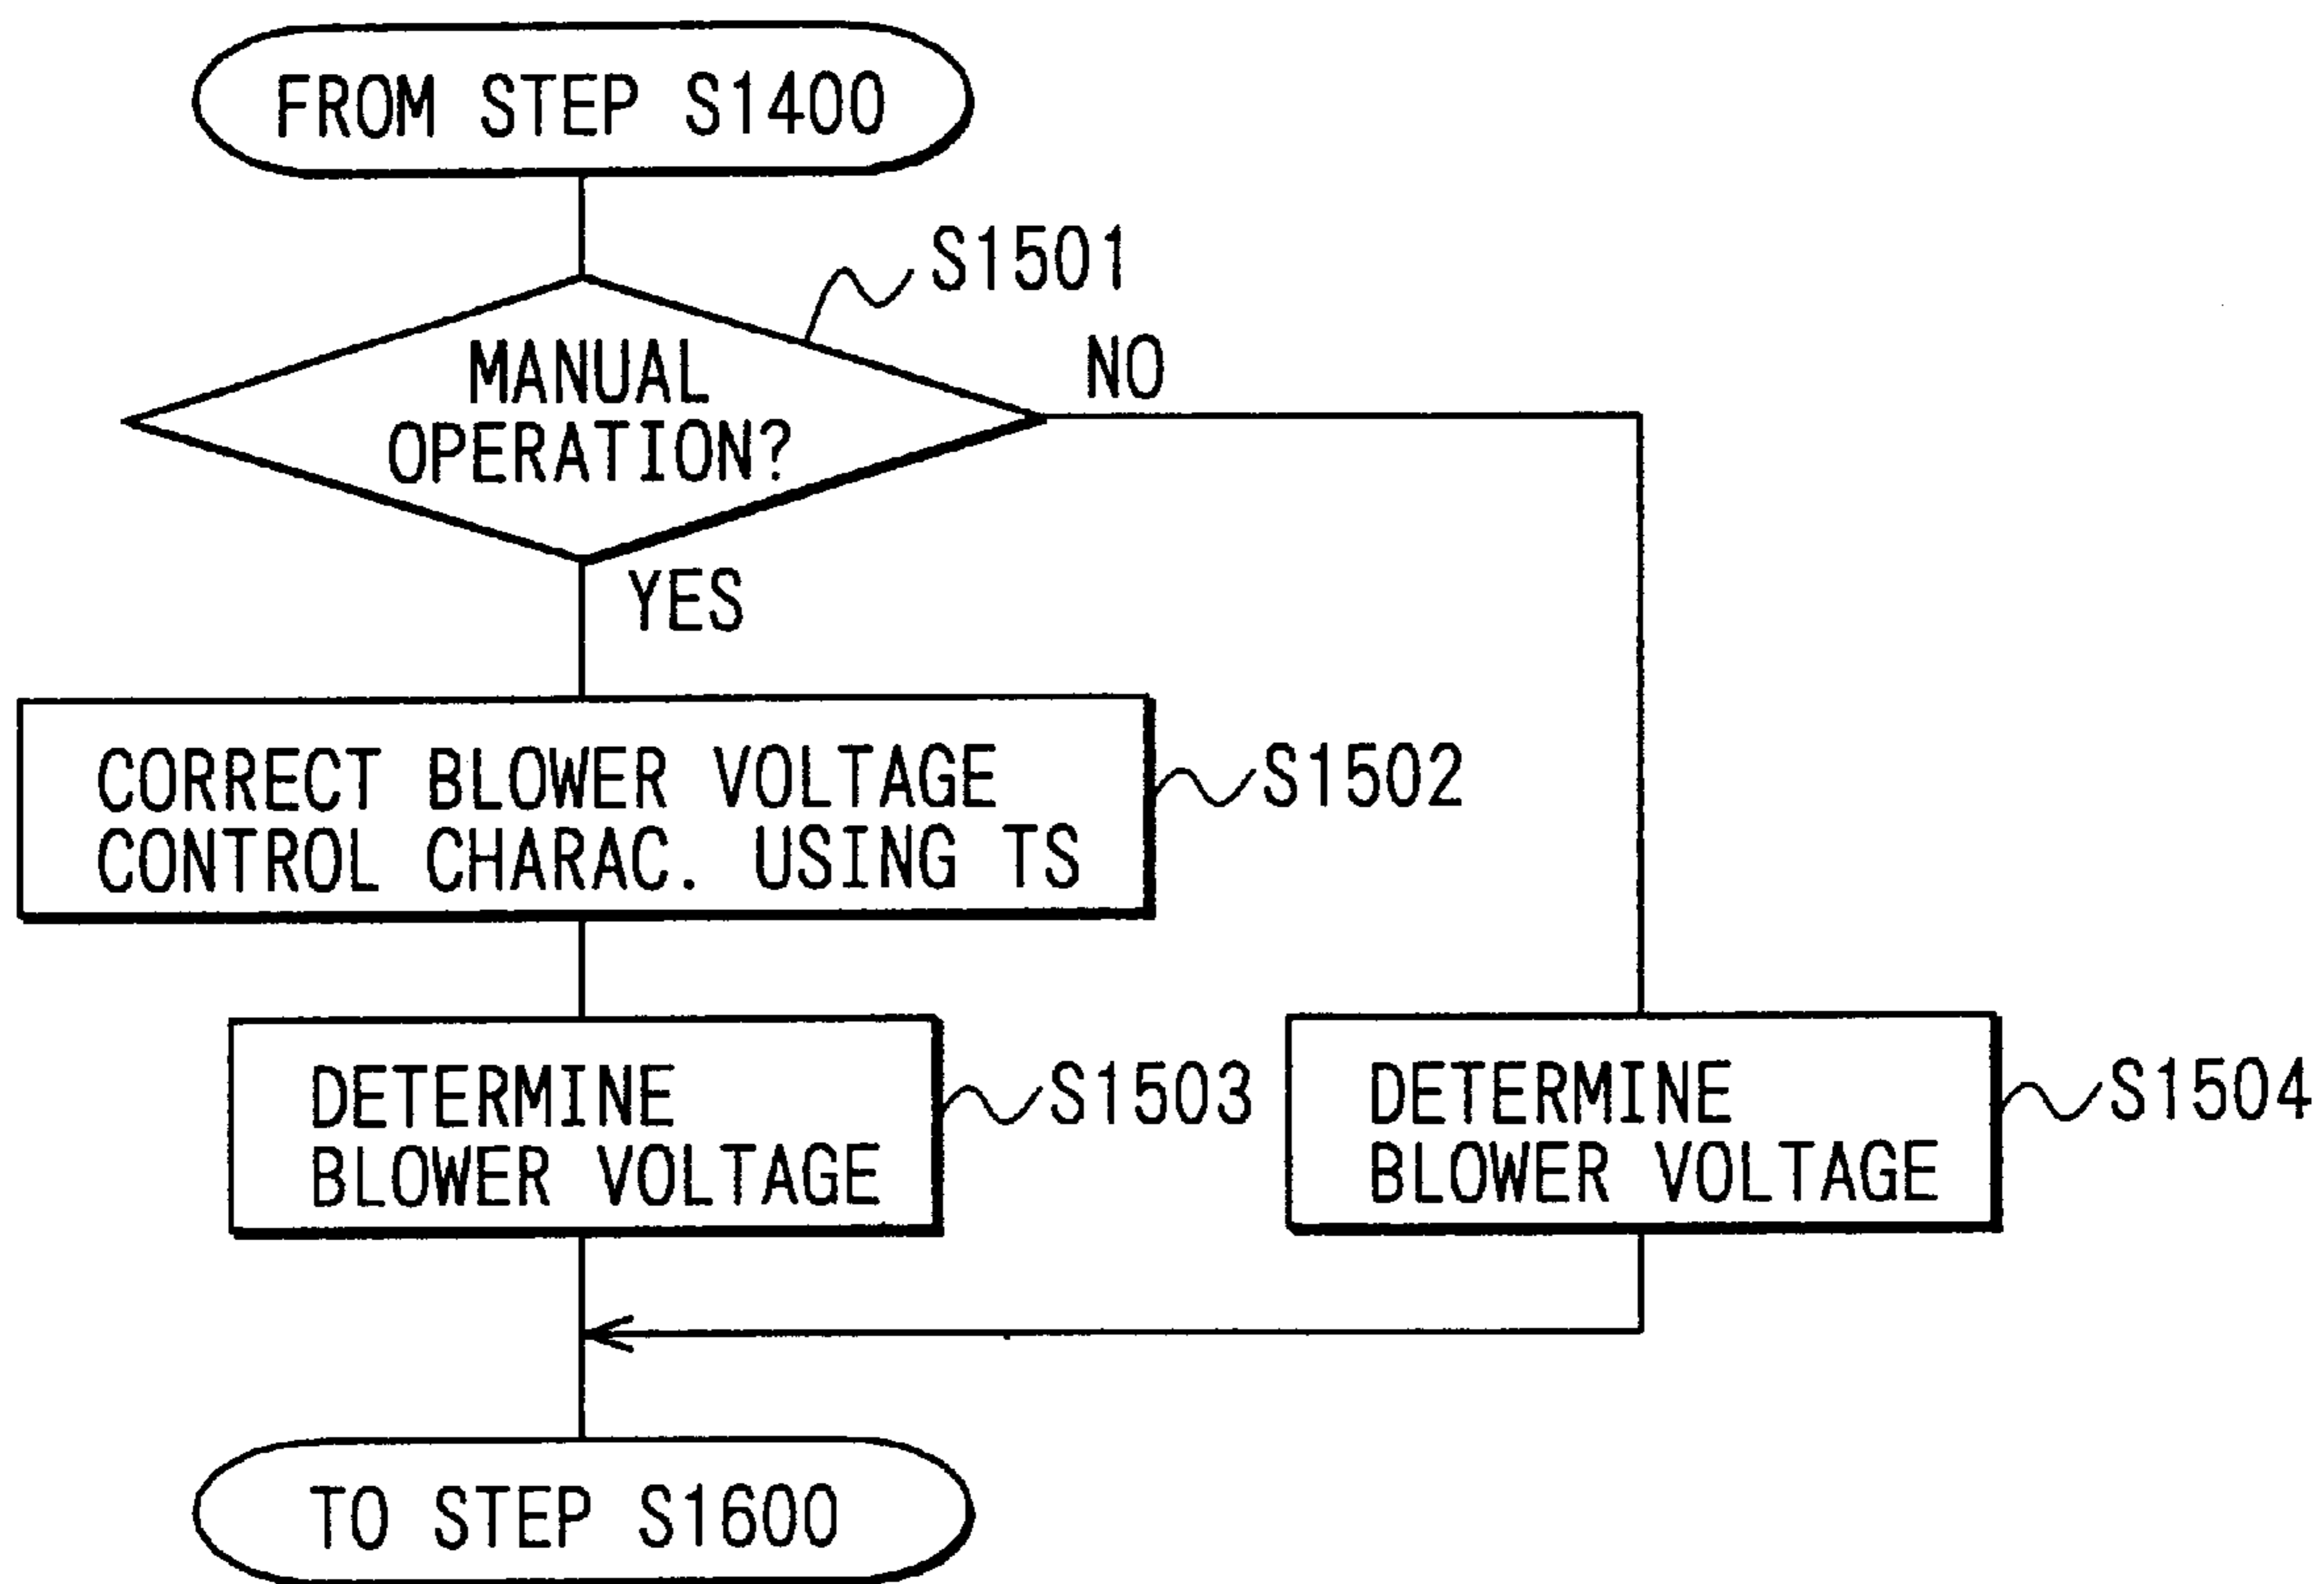 FROM STEP S1400
S1501
MANUAL
OPERATION?
NO
YES
CORRECT BLOWER VOLTAGE
CONTROL CHARAC. USING TS
S1502
DETERMINE
BLOWER VOLTAGE
S1503
DETERMINE
BLOWER VOLTAGE
S1504
TO STEP S1600